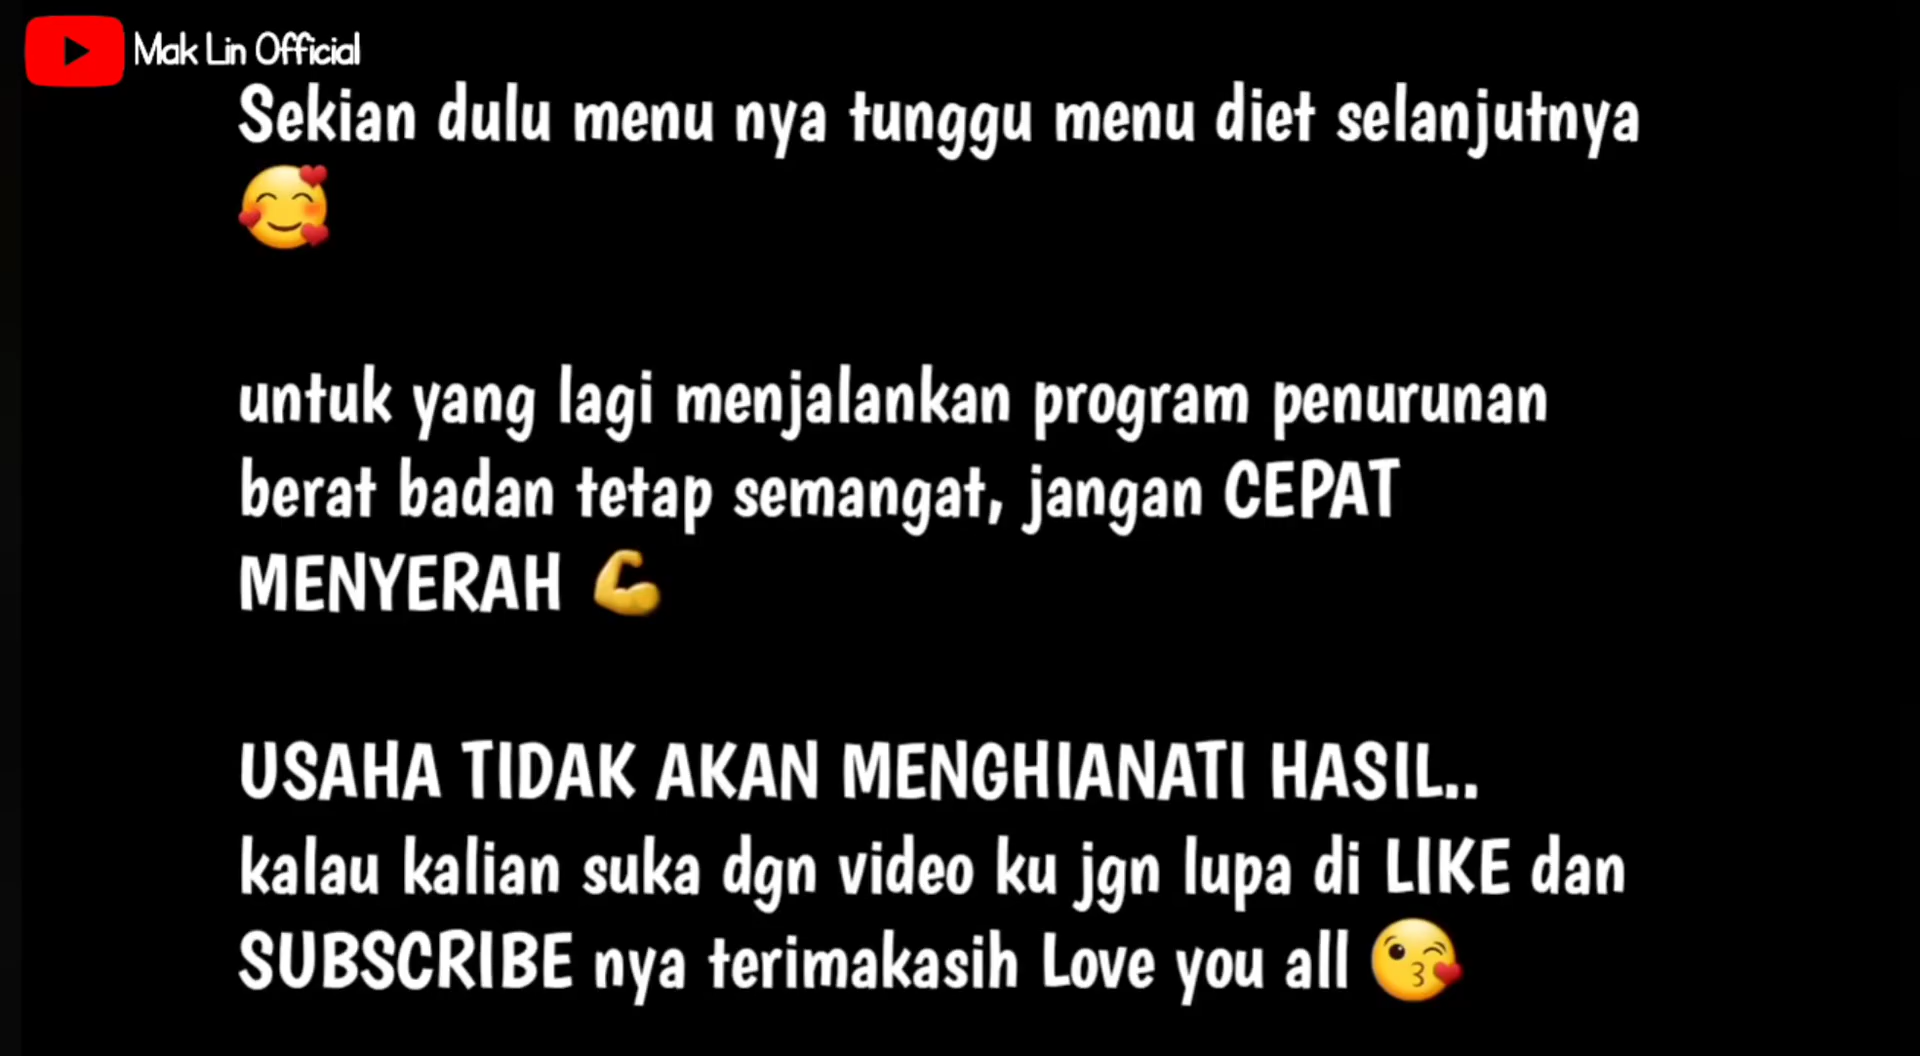 Mak Lin Official
Sekian dulu menu nya tunggu menu diet selanjutnya
🥰
untuk yang lagi menjalankan program penurunan
berat badan tetap semangat, jangan CEPAT
MENYERAH 💪
USAHA TIDAK AKAN MENGHIANATI HASIL..
kalau kalian suka dgn video ku jgn lupa di LIKE dan
SUBSCRIBE nya terimakasih Love you all 😘